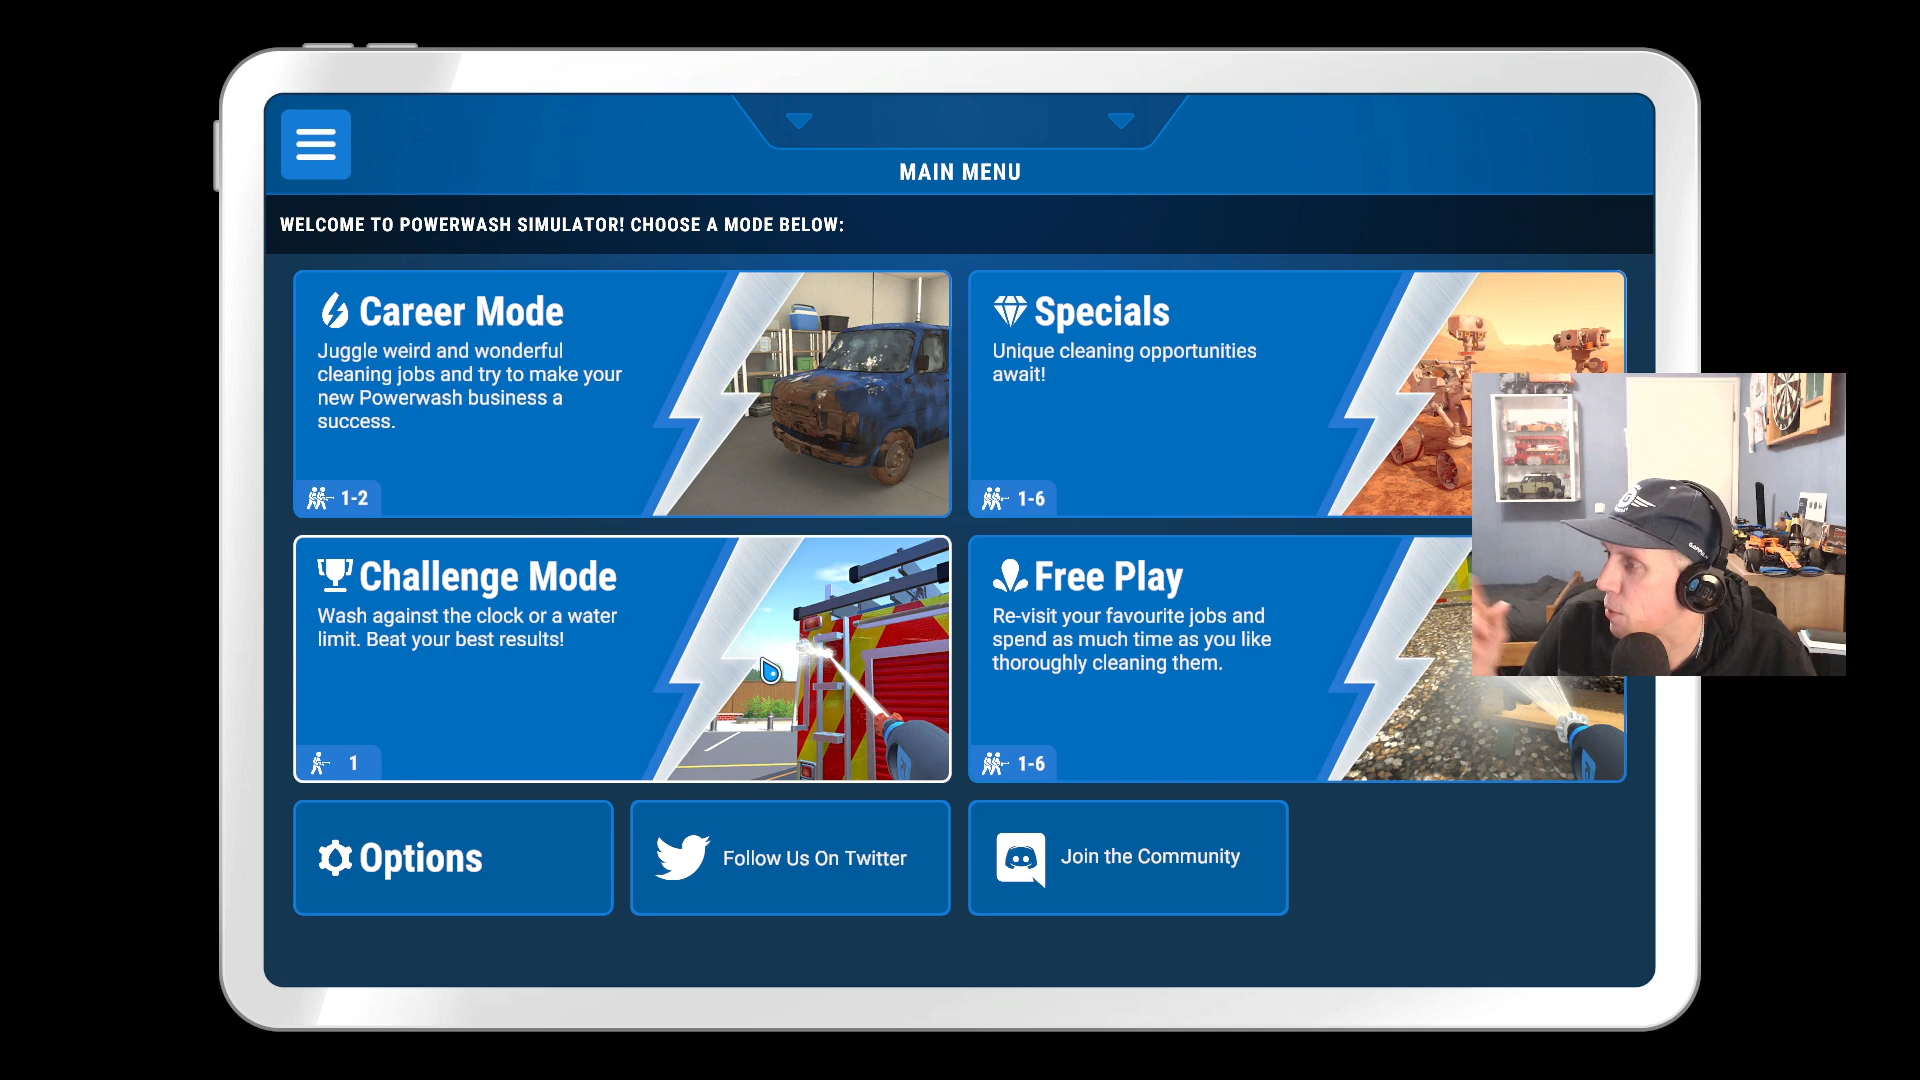 MAIN MENU
WELCOME TO POWERWASH SIMULATOR! CHOOSE A MODE BELOW:
Career Mode
Juggle weird and wonderful
cleaning jobs and try to make your
new Powerwash business a
success.
1-2
Specials
Unique cleaning opportunities
await!
1-6
Challenge Mode
Wash against the clock or a water
limit. Beat your best results!
1
Free Play
Re-visit your favourite jobs and
spend as much time as you like
thoroughly cleaning them.
1-6
Options
Follow Us On Twitter
Join the Community